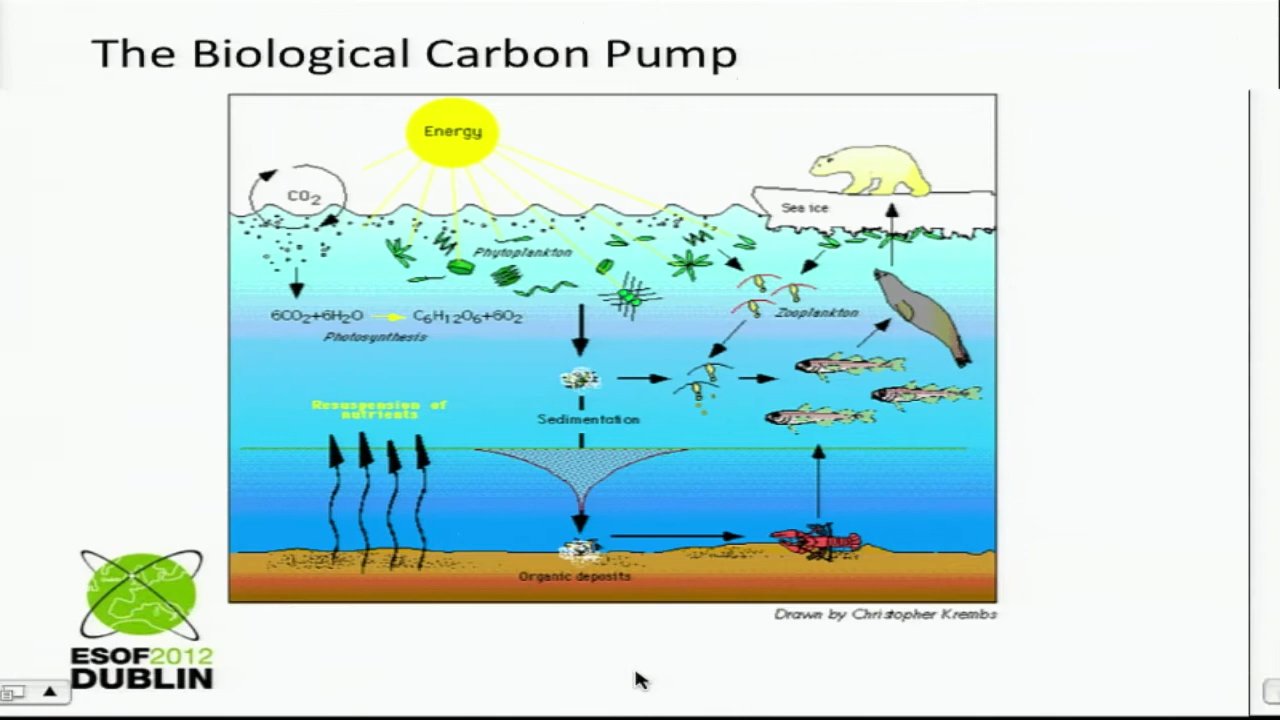 The Biological Carbon Pump
Energy
CO₂
Sea ice
Phytoplankton
6CO₂+6H₂O → C₆H₁₂O₆+6O₂
Photosynthesis
Zooplankton
Resuspension of
nutrients
Sedimentation
Organic deposits
Drawn by Christopher Krembs
ESOF2012
DUBLIN